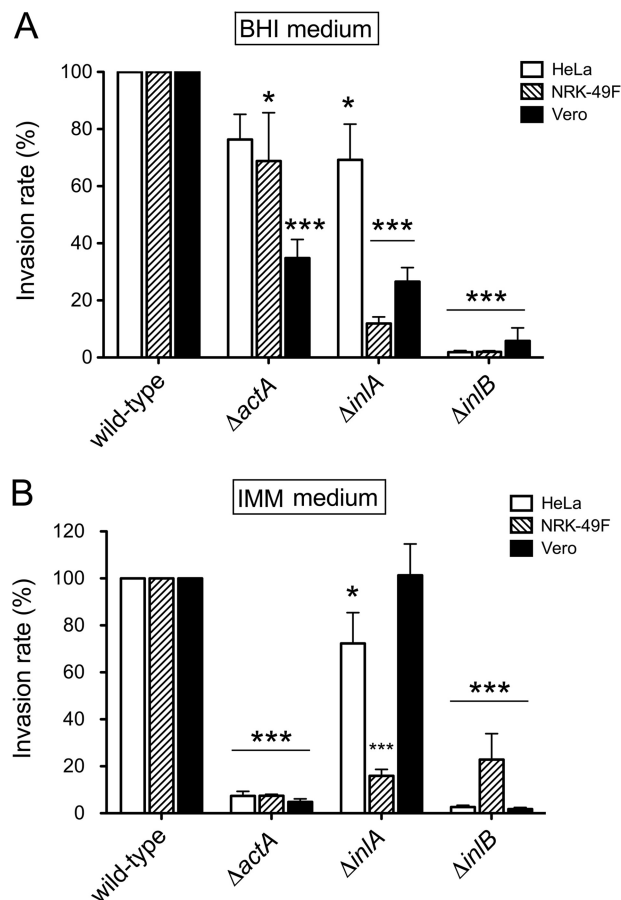 A
BHI medium
HeLa
NRK-49F
Vero
Invasion rate (%)
100
80
60
40
20
0
*
***
*
***
***
wild-type
ΔactA
ΔinlA
ΔinlB
B
IMM medium
HeLa
NRK-49F
Vero
Invasion rate (%)
120
100
80
60
40
20
0
***
*
***
***
wild-type
ΔactA
ΔinlA
ΔinlB